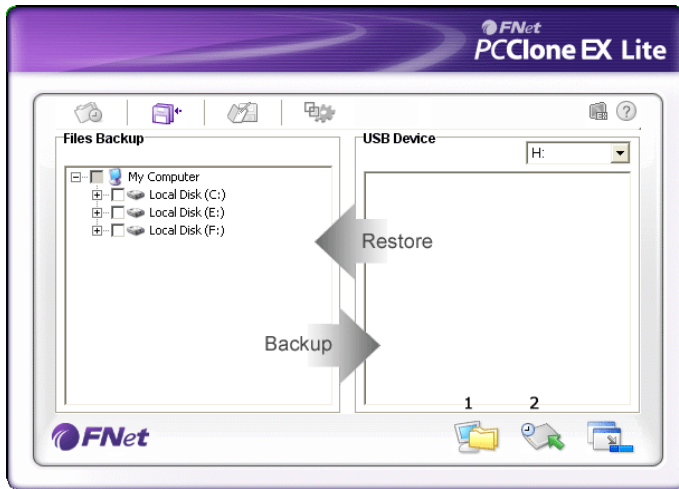 FNet
PCClone EX Lite
Files Backup
USB Device
H:
My Computer
Local Disk (C:)
Local Disk (E:)
Local Disk (F:)
Restore
Backup
1 2
FNet